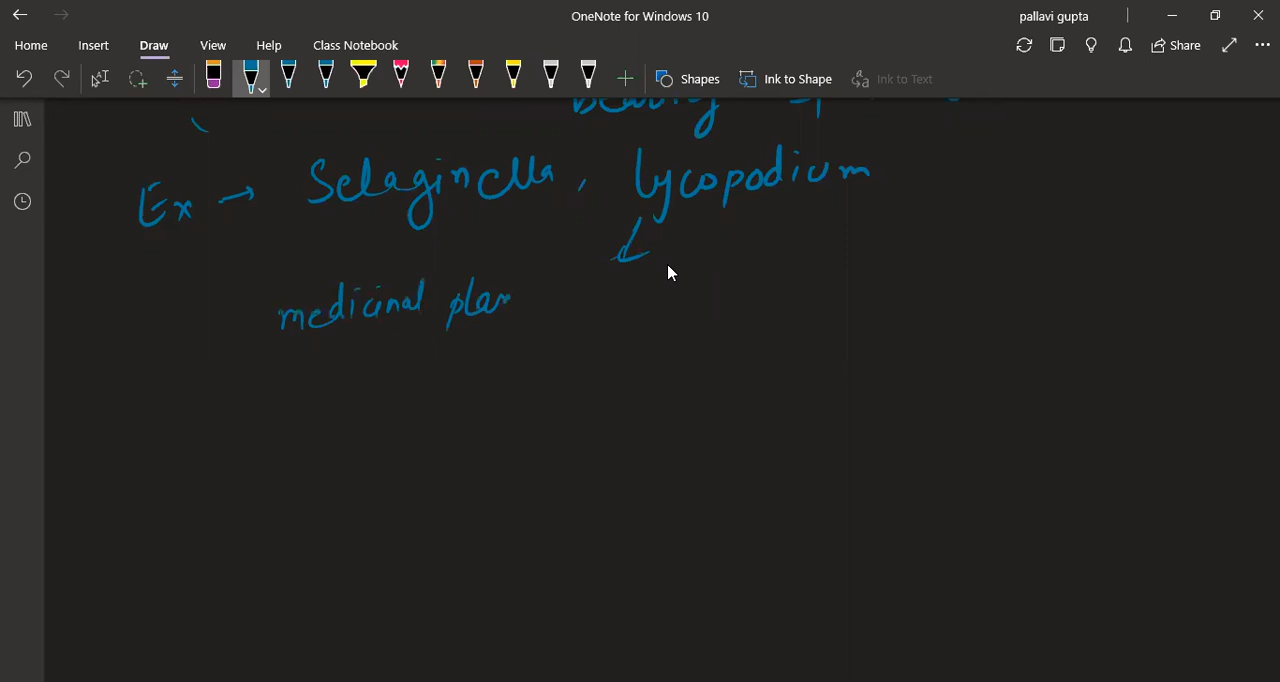 OneNote for Windows 10
pallavi gupta
Home Insert Draw View Help Class Notebook
Share
Shapes Ink to Shape Ink to Text
Ex → Selaginella, lycopodium
medicinal plan